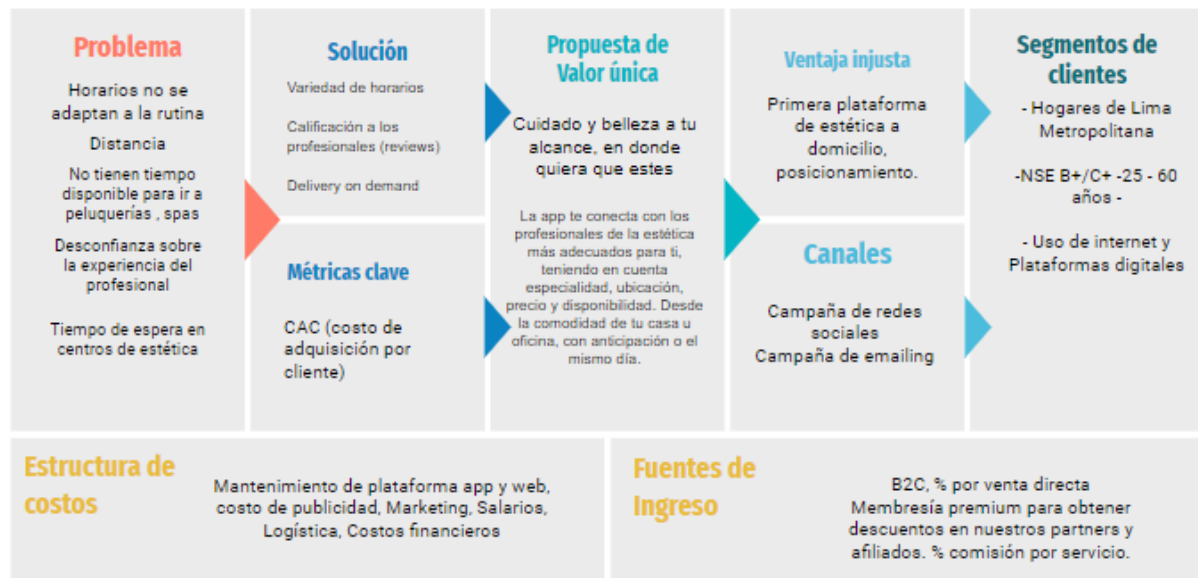 Problema
Horarios no se
adaptan a la rutina
Distancia
No tienen tiempo
disponible para ir a
peluquerías , spas
Desconfianza sobre
la experiencia del
profesional
Tiempo de espera en
centros de estética
Solución
Variedad de horarios
Calificación a los
profesionales (reviews)
Delivery on demand
Métricas clave
CAC (costo de
adquisición por
cliente)
Propuesta de
Valor única
Cuidado y belleza a tu
alcance, en donde
quiera que estes
La app te conecta con los
profesionales de la estética
más adecuados para ti,
teniendo en cuenta
especialidad, ubicación,
precio y disponibilidad. Desde
la comodidad de tu casa u
oficina, con anticipación o el
mismo día.
Ventaja injusta
Primera plataforma
de estética a
domicilio,
posicionamiento.
Canales
Campaña de redes
sociales
Campaña de emailing
Segmentos de
clientes
- Hogares de Lima
Metropolitana
-NSE B+/C+ -25 - 60
años -
- Uso de internet y
Plataformas digitales
Estructura de
costos
Mantenimiento de plataforma app y web,
costo de publicidad, Marketing, Salarios,
Logística, Costos financieros
Fuentes de
Ingreso
B2C, % por venta directa
Membresía premium para obtener
descuentos en nuestros partners y
afiliados. % comisión por servicio.